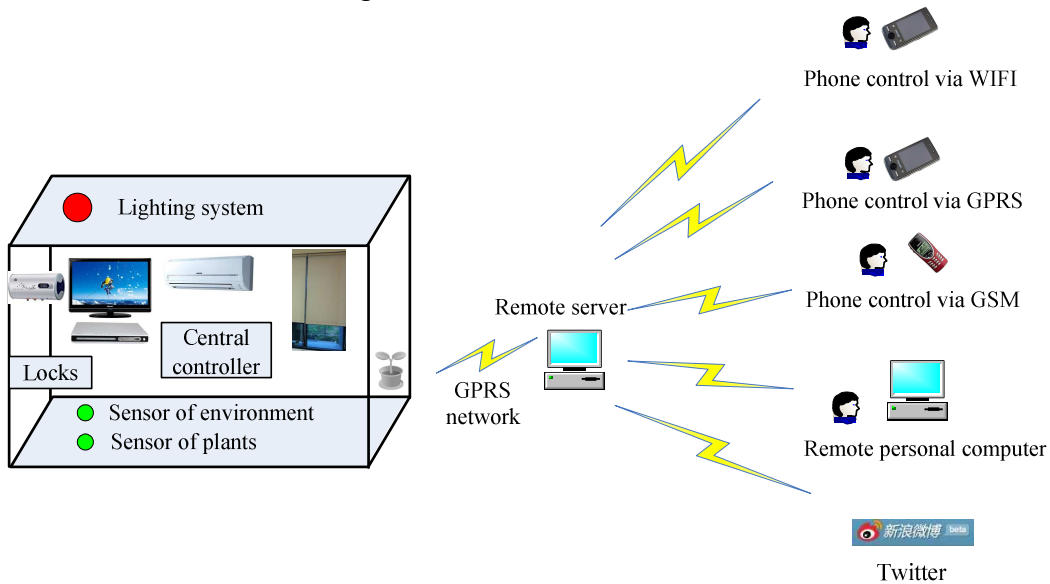 Phone control via WIFI
Phone control via GPRS
Lighting system
Phone control via GSM
Remote server
Central
controller
Locks
GPRS
network
Sensor of environment
Sensor of plants
Remote personal computer
新浪微博 beta
Twitter